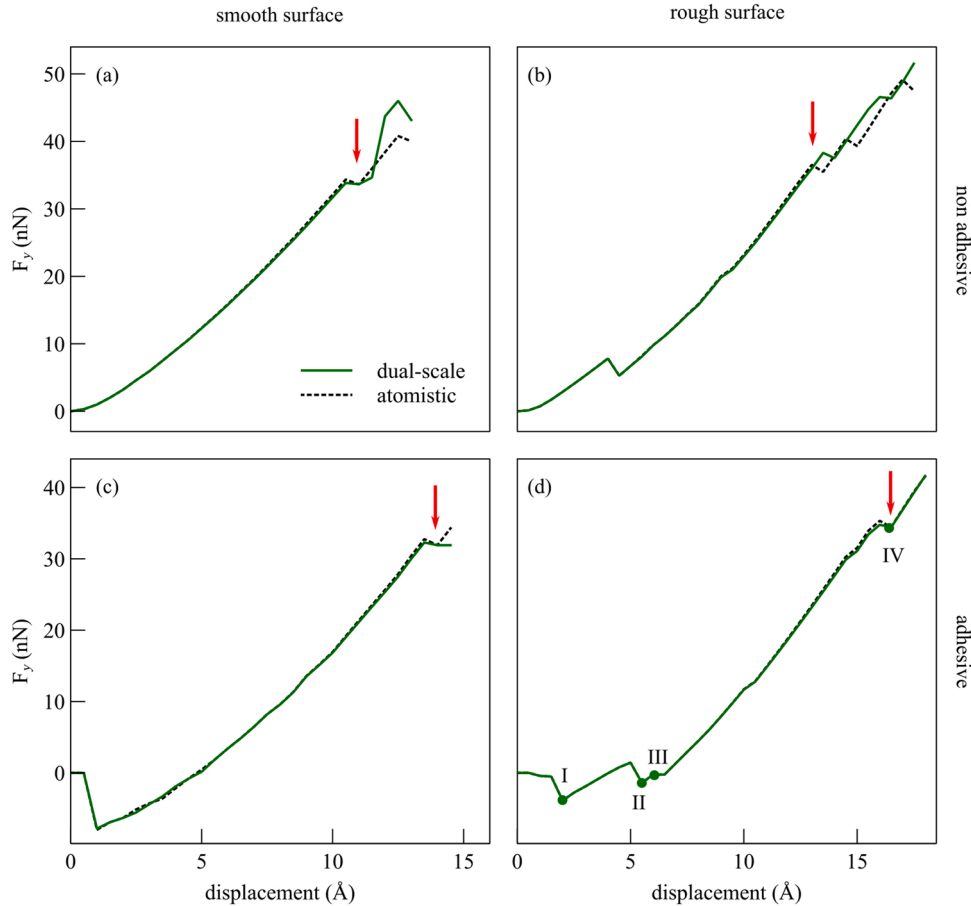 smooth surface
rough surface
(a)
50
40
30
20
10
0
F_y (nN)
dual-scale
atomistic
(b)
non adhesive
(c)
40
30
20
10
0
F_y (nN)
0
5
10
15
displacement (Å)
(d)
I
II
III
IV
0
5
10
15
displacement (Å)
adhesive